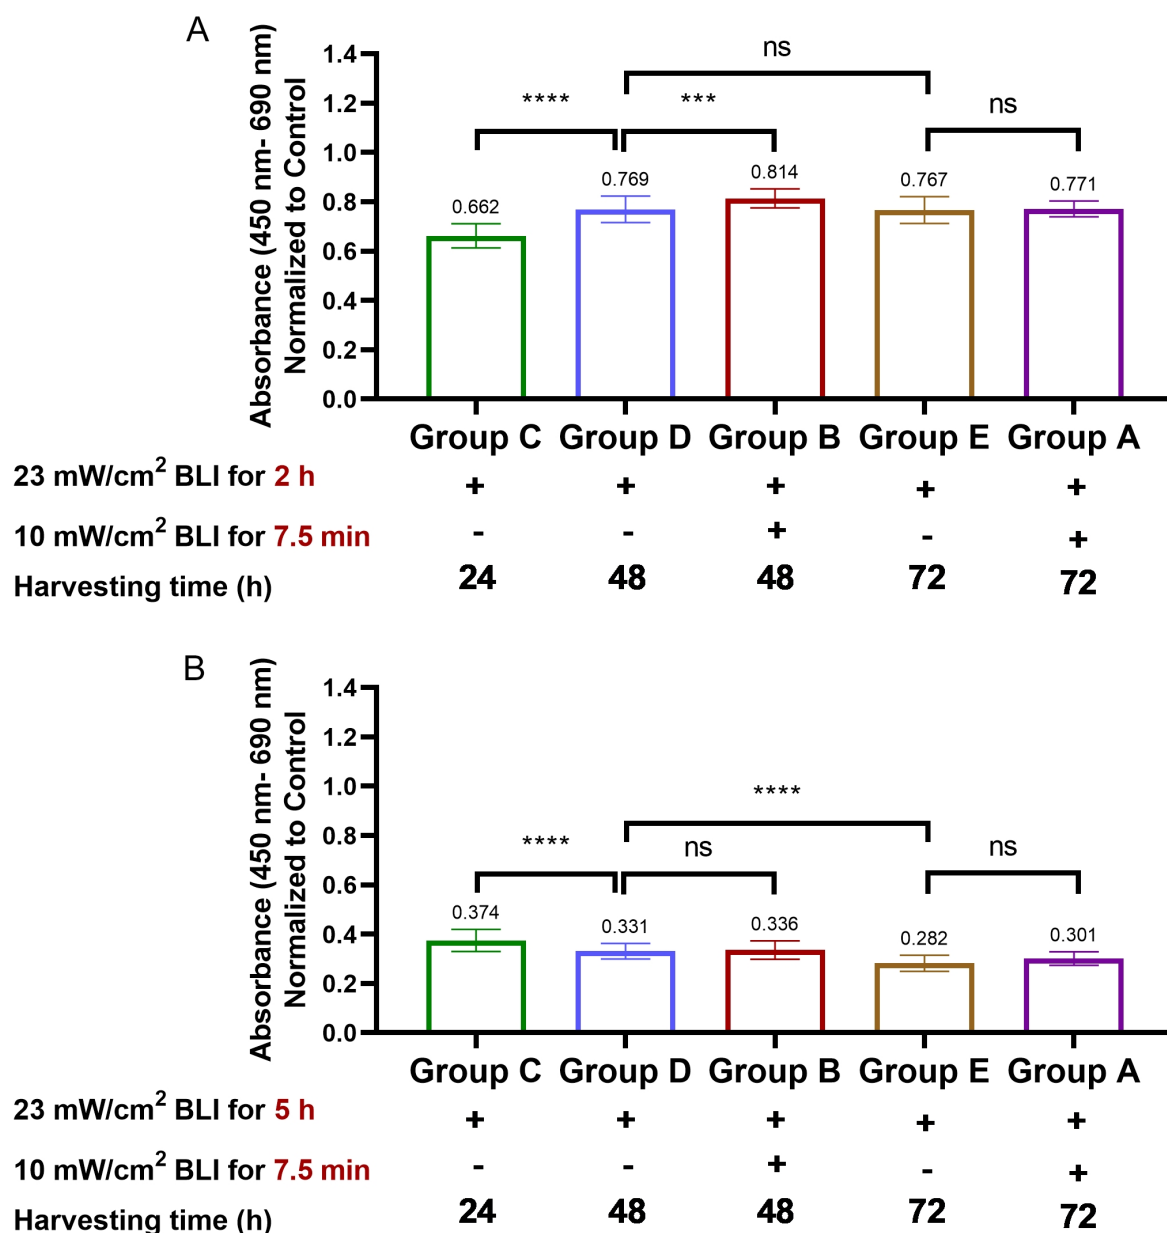 A
Absorbance (450 nm- 690 nm)
Normalized to Control
1.4
1.2
1.0
0.8
0.6
0.4
0.2
0.0
ns
**** ***
ns
0.662 0.769 0.814 0.767 0.771
Group C Group D Group B Group E Group A
23 mW/cm2 BLI for 2 h + + + + +
10 mW/cm2 BLI for 7.5 min - - + - +
Harvesting time (h) 24 48 48 72 72
B
Absorbance (450 nm- 690 nm)
Normalized to Control
1.4
1.2
1.0
0.8
0.6
0.4
0.2
0.0
****
**** ns ns
0.374 0.331 0.336 0.282 0.301
Group C Group D Group B Group E Group A
23 mW/cm2 BLI for 5 h + + + + +
10 mW/cm2 BLI for 7.5 min - - + - +
Harvesting time (h) 24 48 48 72 72